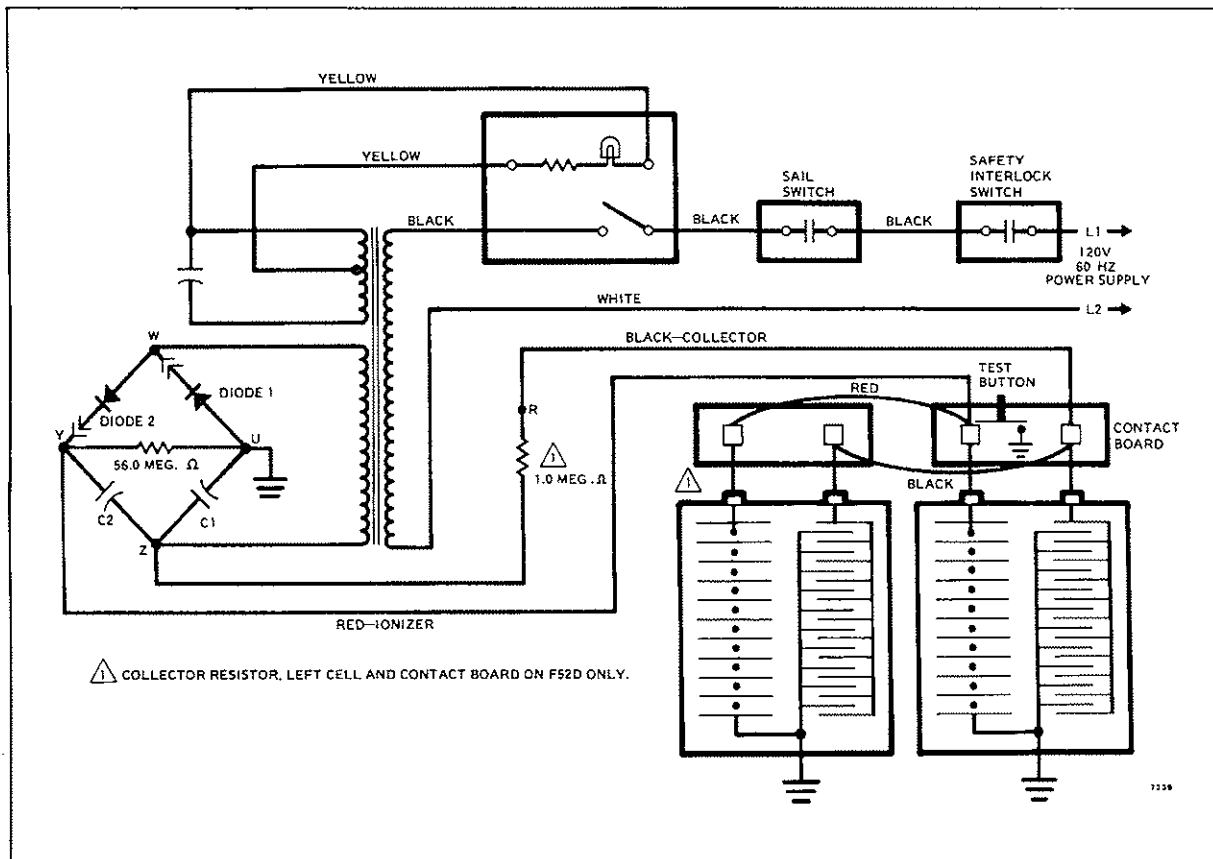 YELLOW
YELLOW
BLACK
BLACK
SAIL
SWITCH
BLACK
SAFETY
INTERLOCK
SWITCH
L1
120V
60 HZ
POWER SUPPLY
WHITE
L2
BLACK—COLLECTOR
W
DIODE 1
DIODE 2
Y
U
56.0 MEG. Ω
C2
C1
Z
R
1
1.0 MEG. Ω
RED
TEST
BUTTON
CONTACT
BOARD
BLACK
1
RED—IONIZER
1 COLLECTOR RESISTOR, LEFT CELL AND CONTACT BOARD ON F52D ONLY.